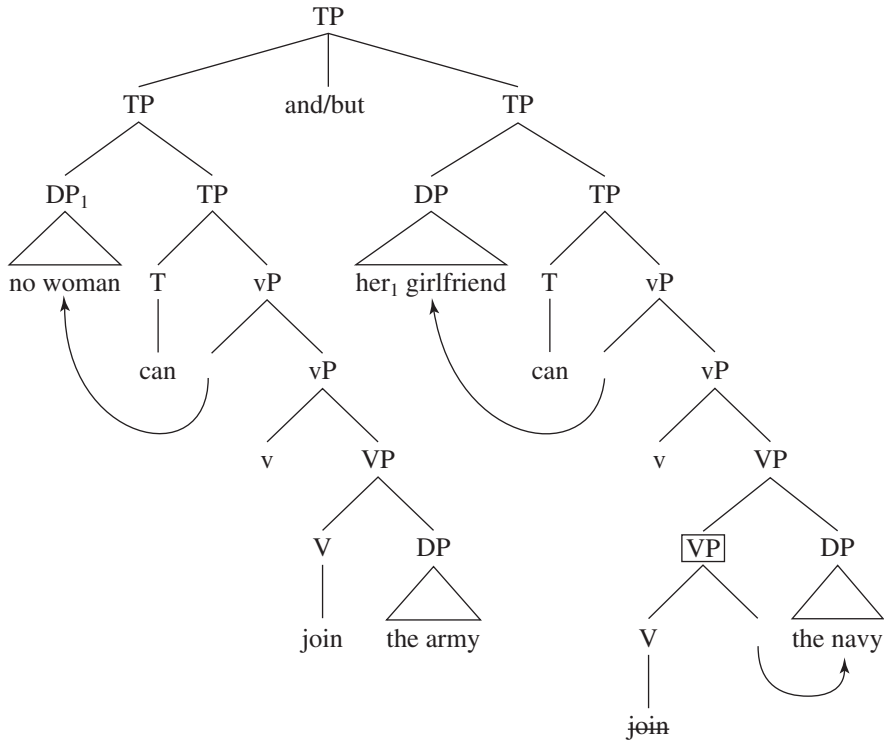 TP
TP and/but TP
DP₁ TP DP TP
no woman T vP her₁ girlfriend T vP
can vP can vP
v VP v VP
V DP VP DP
join the army V the navy
join